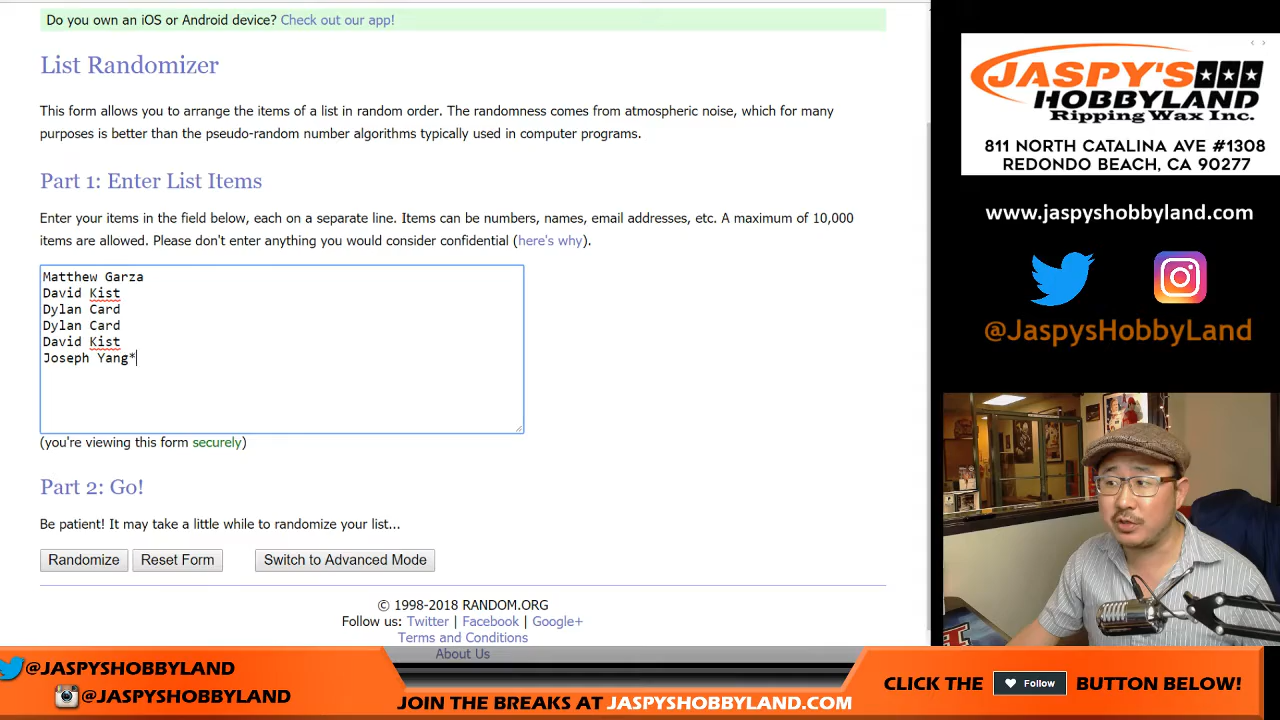 Do you own an iOS or Android device? Check out our app!
List Randomizer
This form allows you to arrange the items of a list in random order. The randomness comes from atmospheric noise, which for many
purposes is better than the pseudo-random number algorithms typically used in computer programs.
Part 1: Enter List Items
Enter your items in the field below, each on a separate line. Items can be numbers, names, email addresses, etc. A maximum of 10,000
items are allowed. Please don't enter anything you would consider confidential (here's why).
Matthew Garza
David Kist
Dylan Card
Dylan Card
David Kist
Joseph Yang*
(you're viewing this form securely)
Part 2: Go!
Be patient! It may take a little while to randomize your list...
Randomize
Reset Form
Switch to Advanced Mode
© 1998-2018 RANDOM.ORG
Follow us: Twitter | Facebook | Google+
Terms and Conditions
About Us
JASPY'S
HOBBYLAND
Ripping Wax Inc.
811 NORTH CATALINA AVE #1308
REDONDO BEACH, CA 90277
www.jaspyshobbyland.com
@JaspysHobbyLand
@JASPYSHOBBYLAND
@JASPYSHOBBYLAND
JOIN THE BREAKS AT JASPYSHOBBYLAND.COM
CLICK THE Follow BUTTON BELOW!